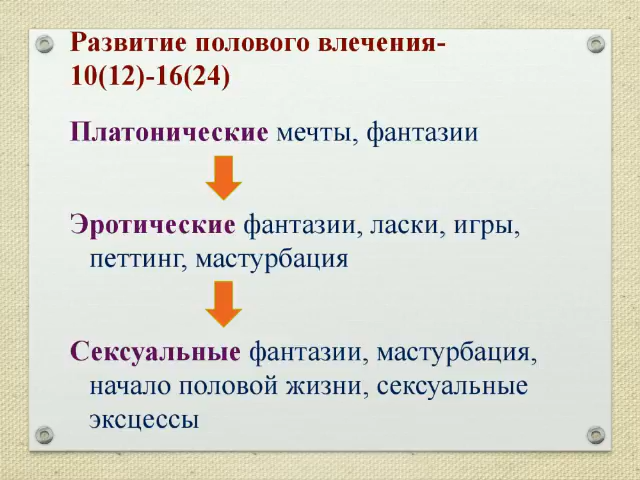 Развитие полового влечения-
10(12)-16(24)
Платонические мечты, фантазии
Эротические фантазии, ласки, игры,
петтинг, мастурбация
Сексуальные фантазии, мастурбация,
начало половой жизни, сексуальные
эксцессы